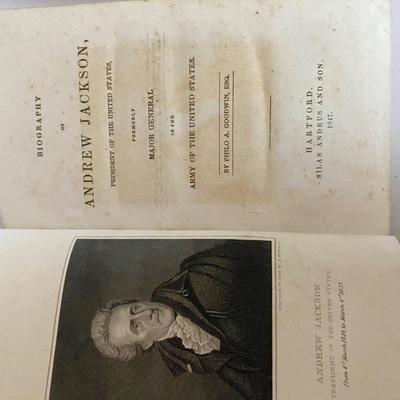 BIOGRAPHY
OF
ANDREW JACKSON,
PRESIDENT OF THE UNITED STATES,
FORMERLY
MAJOR GENERAL
IN THE
ARMY OF THE UNITED STATES.
BY PHILO A. GOODWIN, ESQ.
HARTFORD,
SILAS ANDRUS AND SON.
1847.
ANDREW JACKSON
PRESIDENT OF THE UNITED STATES,
From 4th March 1829, to March 4th 1837.